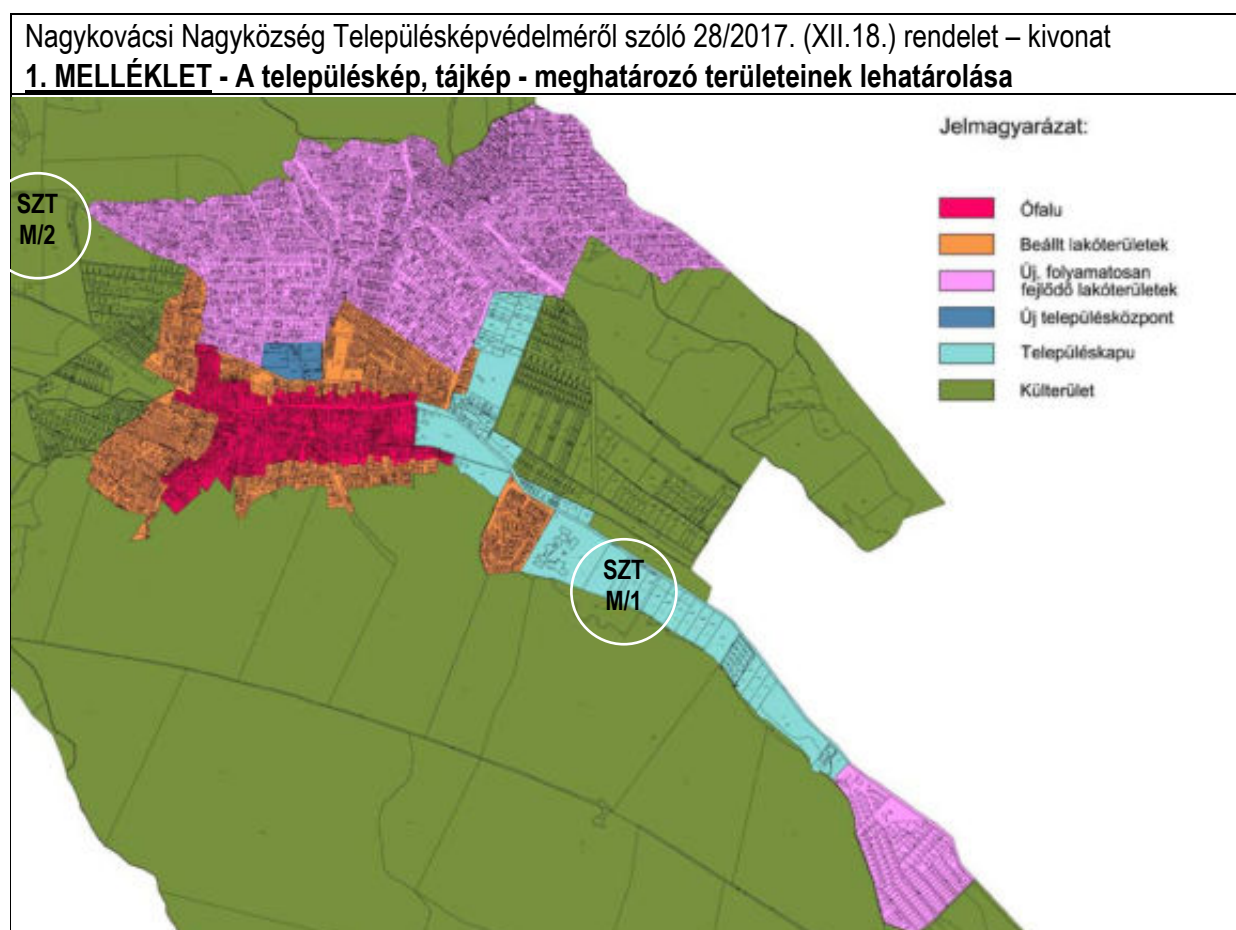 Nagykovácsi Nagyközség Településképvédelméről szóló 28/2017. (XII.18.) rendelet – kivonat
1. MELLÉKLET - A településkép, tájkép - meghatározó területeinek lehatárolása
Jelmagyarázat:
Ófalu
Beállt lakóterületek
Új, folyamatosan
fejlődő lakóterületek
Új településközpont
Településkapu
Külterület
SZT
M/2
SZT
M/1